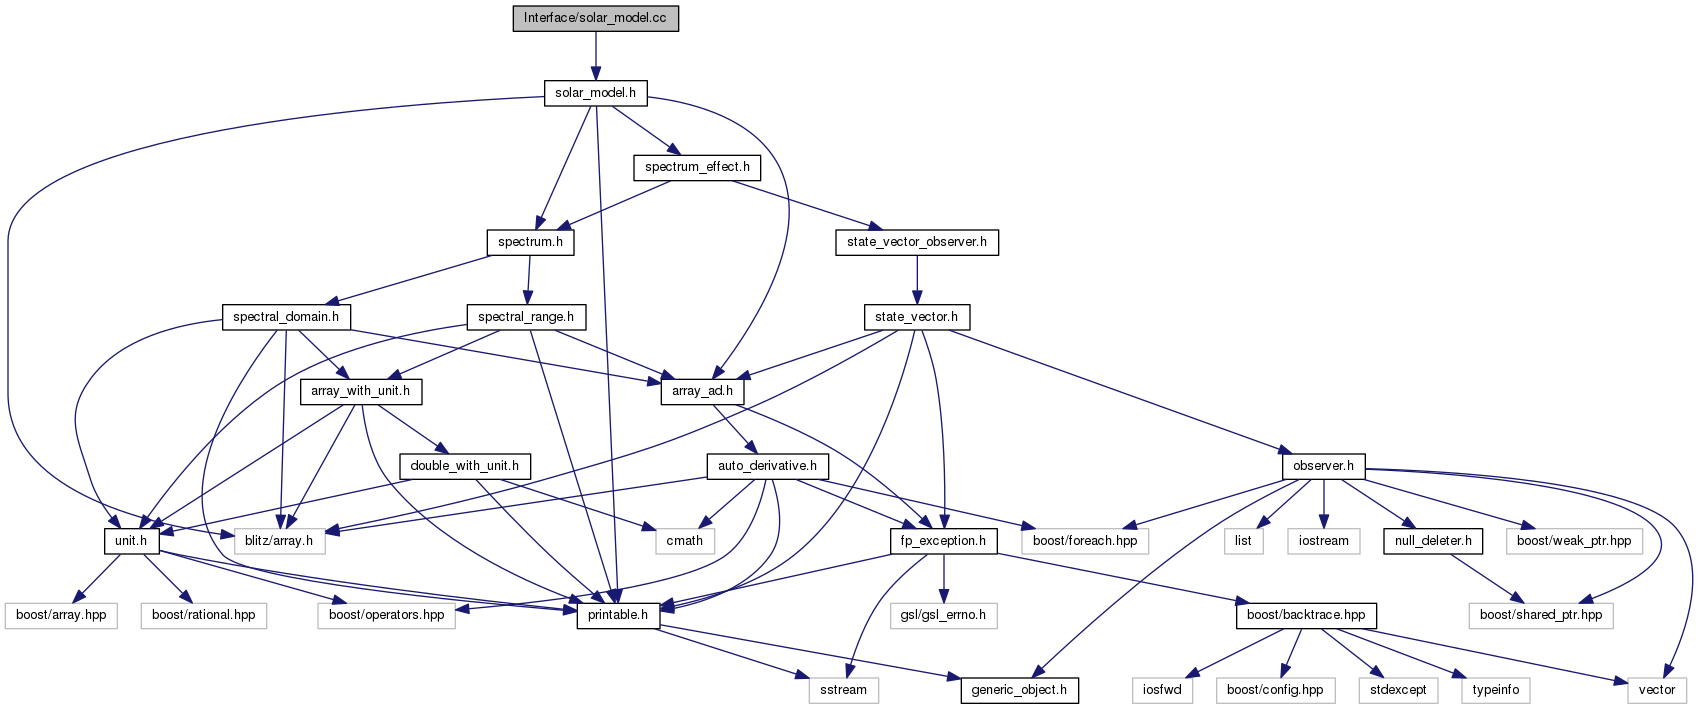 Interface/solar_model.cc
solar_model.h
spectrum_effect.h
spectrum.h
state_vector_observer.h
spectral_domain.h
spectral_range.h
state_vector.h
array_with_unit.h
array_ad.h
double_with_unit.h
auto_derivative.h
observer.h
unit.h
blitz/array.h
cmath
fp_exception.h
boost/foreach.hpp
list
iostream
null_deleter.h
boost/weak_ptr.hpp
boost/array.hpp
boost/rational.hpp
boost/operators.hpp
printable.h
gsl/gsl_errno.h
boost/backtrace.hpp
boost/shared_ptr.hpp
sstream
generic_object.h
iosfwd
boost/config.hpp
stdexcept
typeinfo
vector